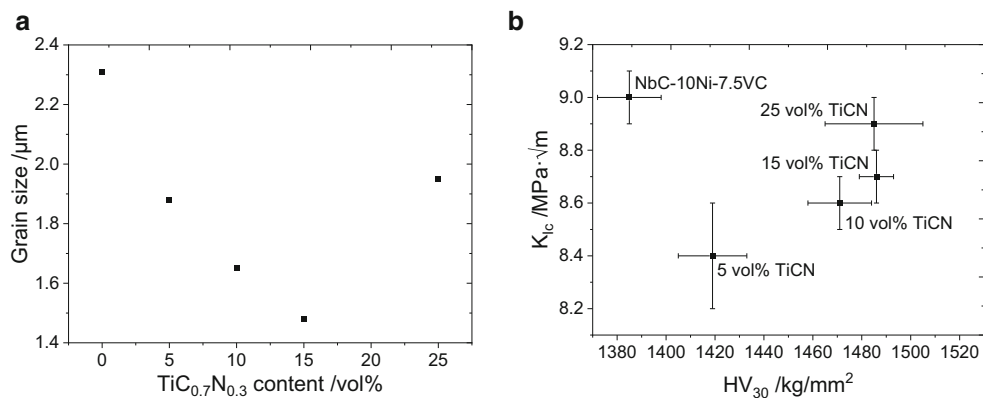 a
2.4
2.2
2.0
1.8
1.6
1.4
Grain size /μm
0 5 10 15 20 25
TiC0.7N0.3 content /vol%
b
9.2
9.0
8.8
8.6
8.4
8.2
KIc /MPa·√m
NbC-10Ni-7.5VC
25 vol% TiCN
15 vol% TiCN
10 vol% TiCN
5 vol% TiCN
1380 1400 1420 1440 1460 1480 1500 1520
HV30 /kg/mm²